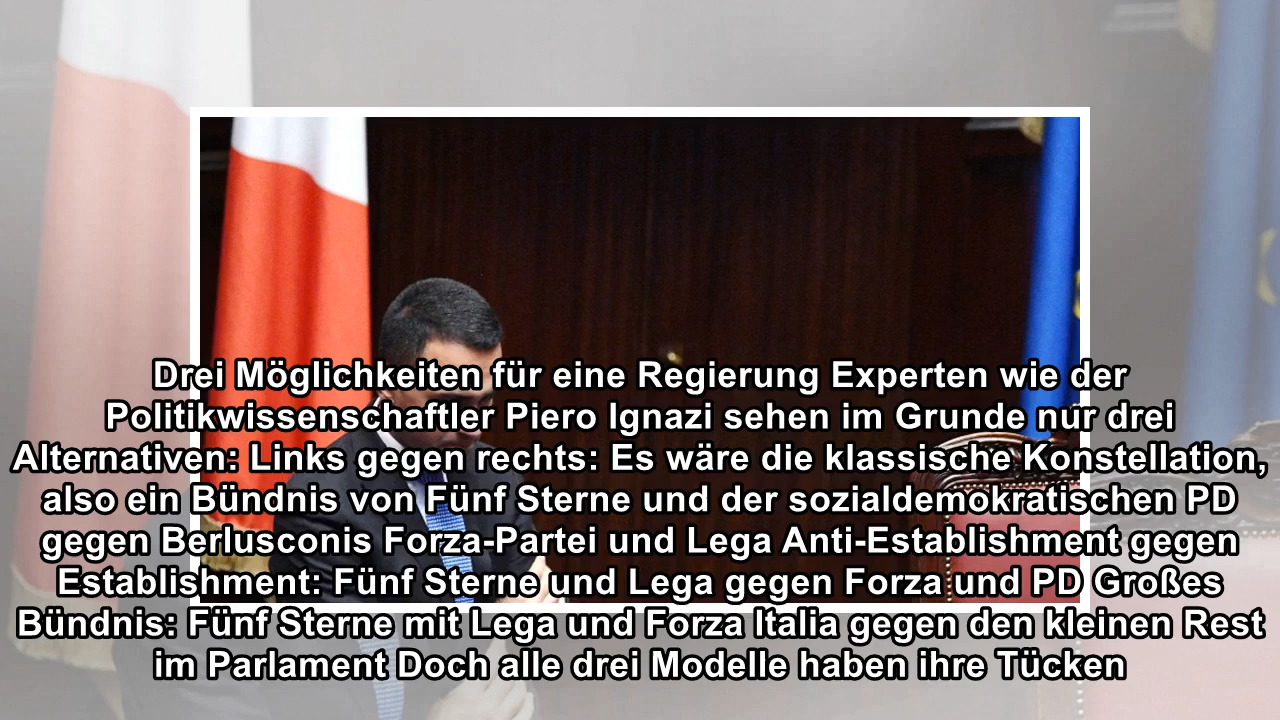 Drei Möglichkeiten für eine Regierung Experten wie der
Politikwissenschaftler Piero Ignazi sehen im Grunde nur drei
Alternativen: Links gegen rechts: Es wäre die klassische Konstellation,
also ein Bündnis von Fünf Sterne und der sozialdemokratischen PD
gegen Berlusconis Forza-Partei und Lega Anti-Establishment gegen
Establishment: Fünf Sterne und Lega gegen Forza und PD Großes
Bündnis: Fünf Sterne mit Lega und Forza Italia gegen den kleinen Rest
im Parlament Doch alle drei Modelle haben ihre Tücken